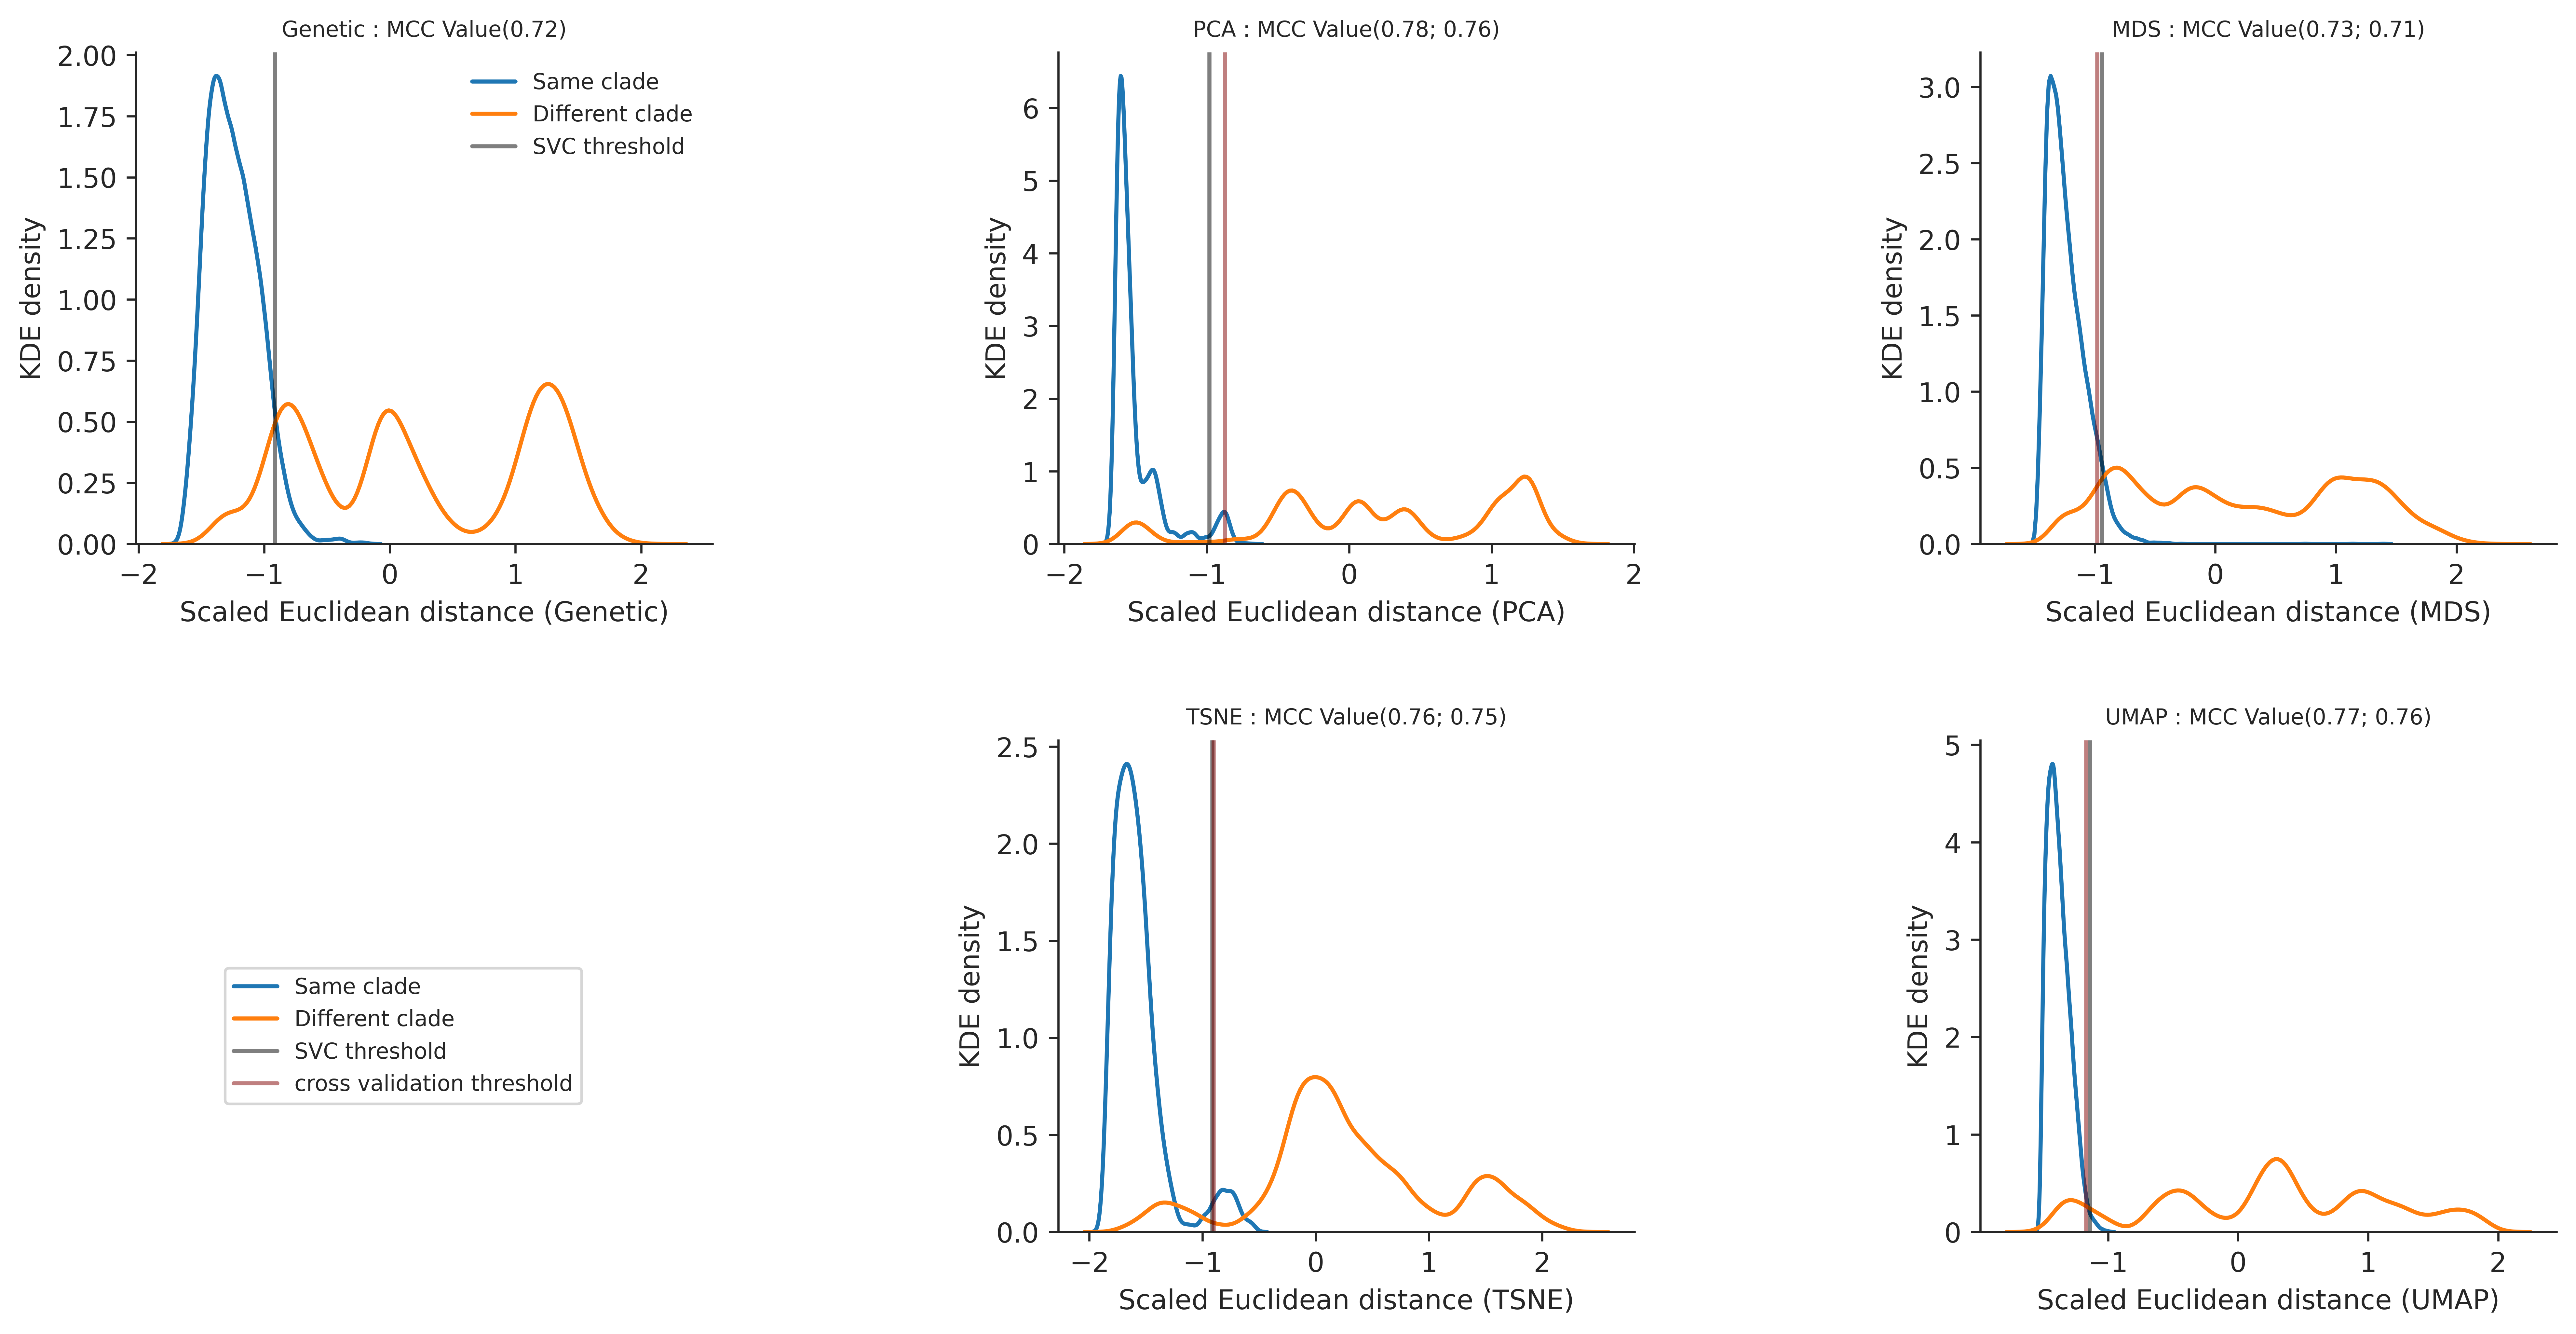 Genetic : MCC Value(0.72)
2.00
1.75
1.50
1.25
1.00
0.75
0.50
0.25
0.00
KDE density
−2 −1 0 1 2
Scaled Euclidean distance (Genetic)
Same clade
Different clade
SVC threshold
PCA : MCC Value(0.78; 0.76)
6
5
4
3
2
1
0
KDE density
−2 −1 0 1 2
Scaled Euclidean distance (PCA)
MDS : MCC Value(0.73; 0.71)
3.0
2.5
2.0
1.5
1.0
0.5
0.0
KDE density
−1 0 1 2
Scaled Euclidean distance (MDS)
Same clade
Different clade
SVC threshold
cross validation threshold
TSNE : MCC Value(0.76; 0.75)
2.5
2.0
1.5
1.0
0.5
0.0
KDE density
−2 −1 0 1 2
Scaled Euclidean distance (TSNE)
UMAP : MCC Value(0.77; 0.76)
5
4
3
2
1
0
KDE density
−1 0 1 2
Scaled Euclidean distance (UMAP)